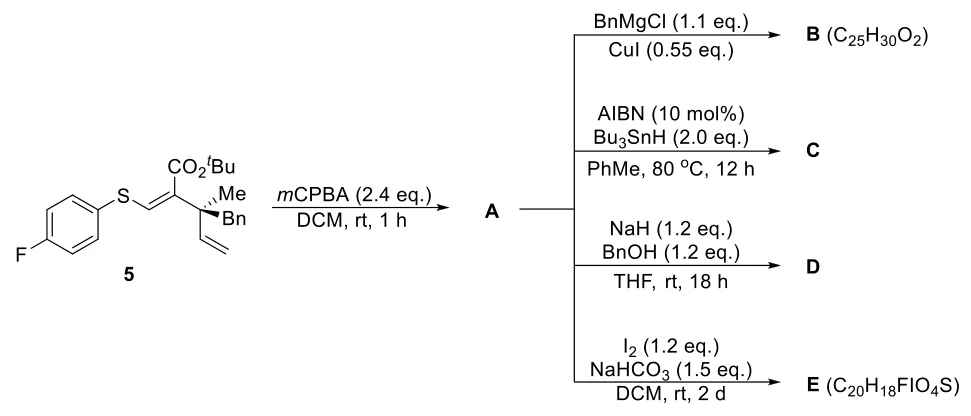 BnMgCl (1.1 eq.)
CuI (0.55 eq.)
B (C25H30O2)
AIBN (10 mol%)
Bu3SnH (2.0 eq.)
PhMe, 80 °C, 12 h
C
CO2tBu
S
Me
Bn
F
5
mCPBA (2.4 eq.)
DCM, rt, 1 h
A
NaH (1.2 eq.)
BnOH (1.2 eq.)
THF, rt, 18 h
D
I2 (1.2 eq.)
NaHCO3 (1.5 eq.)
DCM, rt, 2 d
E (C20H18FIO4S)